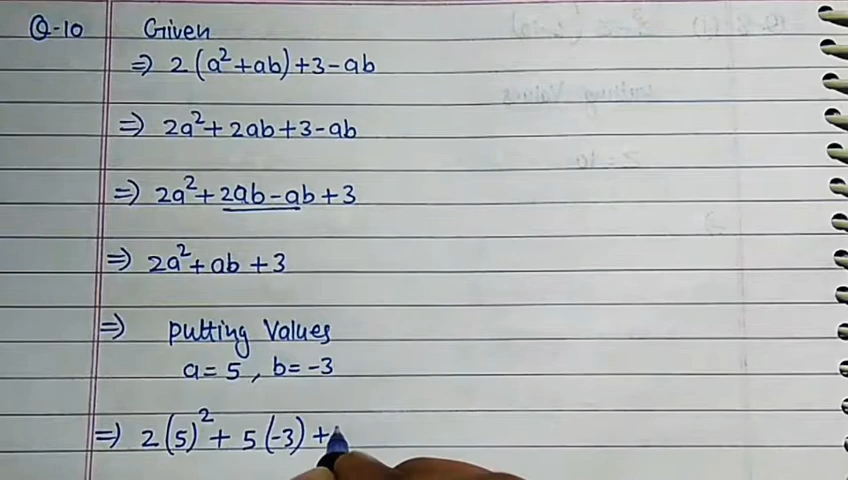 Q-10 Given
⇒ 2(a²+ab)+3-ab
⇒ 2a²+2ab+3-ab
⇒ 2a²+2ab-ab+3
⇒ 2a²+ab+3
⇒ putting Values
a=5, b=-3
⇒ 2(5)²+5(-3)+